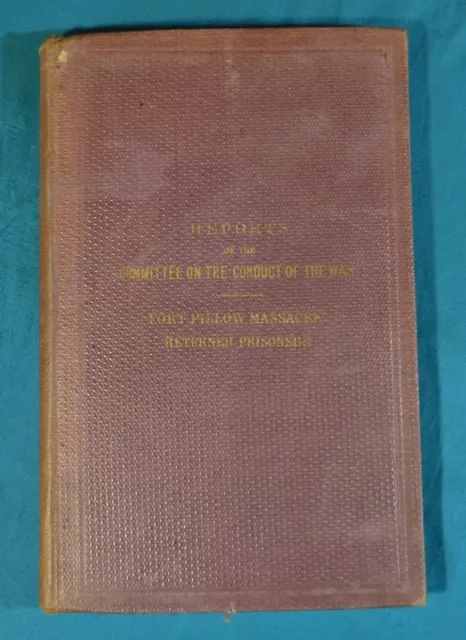 REPORTS
OF THE
COMMITTEE ON THE CONDUCT OF THE WAR
FORT PILLOW MASSACRE
RETURNED PRISONERS